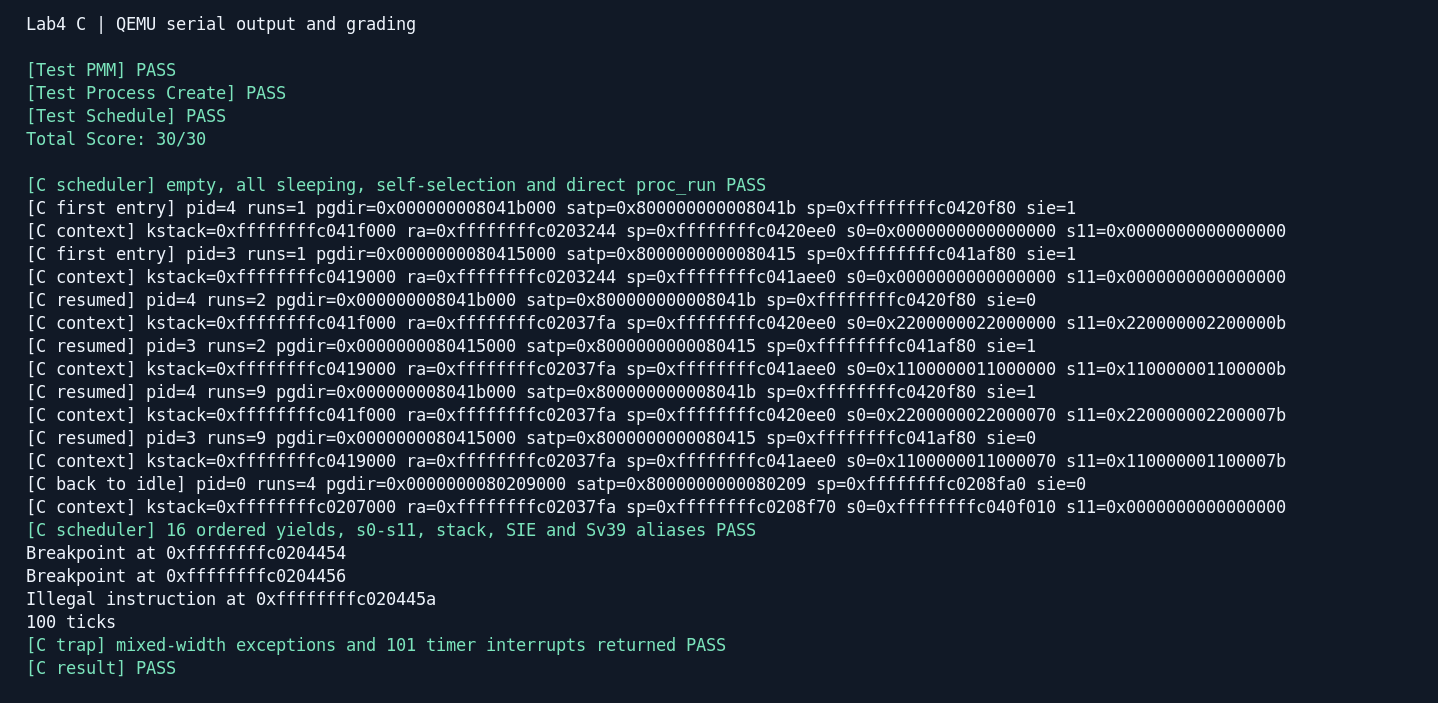 Lab4 C | QEMU serial output and grading
[Test PMM] PASS
[Test Process Create] PASS
[Test Schedule] PASS
Total Score: 30/30
[C scheduler] empty, all sleeping, self-selection and direct proc_run PASS
[C first entry] pid=4 runs=1 pgdir=0x000000008041b000 satp=0x800000000008041b sp=0xffffffffc0420f80 sie=1
[C context] kstack=0xffffffffc041f000 ra=0xffffffffc0203244 sp=0xffffffffc0420ee0 s0=0x0000000000000000 s11=0x0000000000000000
[C first entry] pid=3 runs=1 pgdir=0x0000000080415000 satp=0x8000000000080415 sp=0xffffffffc041af80 sie=1
[C context] kstack=0xffffffffc0419000 ra=0xffffffffc0203244 sp=0xffffffffc041aee0 s0=0x0000000000000000 s11=0x0000000000000000
[C resumed] pid=4 runs=2 pgdir=0x000000008041b000 satp=0x800000000008041b sp=0xffffffffc0420f80 sie=0
[C context] kstack=0xffffffffc041f000 ra=0xffffffffc02037fa sp=0xffffffffc0420ee0 s0=0x2200000022000000 s11=0x220000002200000b
[C resumed] pid=3 runs=2 pgdir=0x0000000080415000 satp=0x8000000000080415 sp=0xffffffffc041af80 sie=1
[C context] kstack=0xffffffffc0419000 ra=0xffffffffc02037fa sp=0xffffffffc041aee0 s0=0x1100000011000000 s11=0x110000001100000b
[C resumed] pid=4 runs=9 pgdir=0x000000008041b000 satp=0x800000000008041b sp=0xffffffffc0420f80 sie=1
[C context] kstack=0xffffffffc041f000 ra=0xffffffffc02037fa sp=0xffffffffc0420ee0 s0=0x2200000022000070 s11=0x220000002200007b
[C resumed] pid=3 runs=9 pgdir=0x0000000080415000 satp=0x8000000000080415 sp=0xffffffffc041af80 sie=0
[C context] kstack=0xffffffffc0419000 ra=0xffffffffc02037fa sp=0xffffffffc041aee0 s0=0x1100000011000070 s11=0x110000001100007b
[C back to idle] pid=0 runs=4 pgdir=0x0000000080209000 satp=0x8000000000080209 sp=0xffffffffc0208fa0 sie=0
[C context] kstack=0xffffffffc0207000 ra=0xffffffffc02037fa sp=0xffffffffc0208f70 s0=0xffffffffc040f010 s11=0x0000000000000000
[C scheduler] 16 ordered yields, s0-s11, stack, SIE and Sv39 aliases PASS
Breakpoint at 0xffffffffc0204454
Breakpoint at 0xffffffffc0204456
Illegal instruction at 0xffffffffc020445a
100 ticks
[C trap] mixed-width exceptions and 101 timer interrupts returned PASS
[C result] PASS